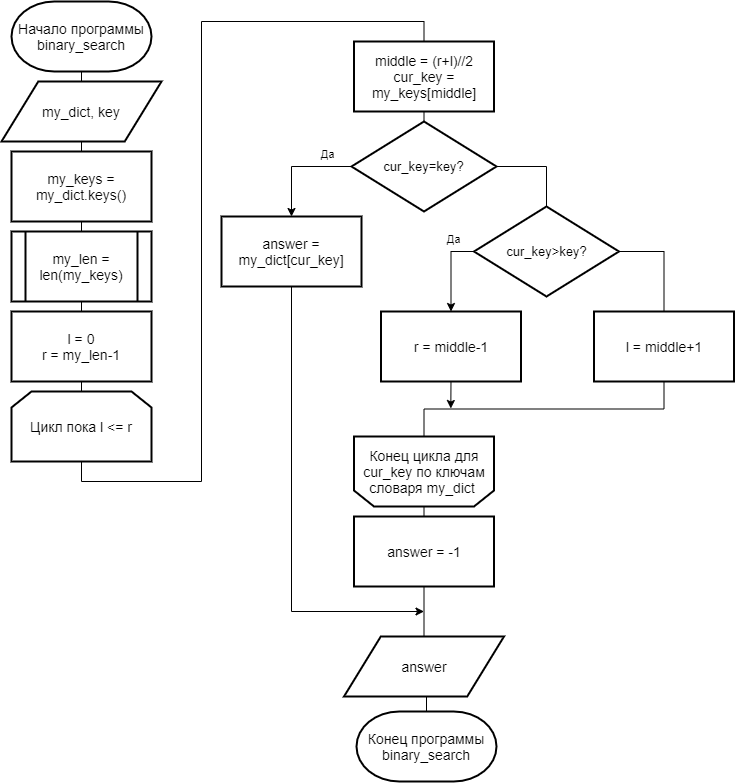 Начало программы
binary_search
my_dict, key
my_keys =
my_dict.keys()
my_len =
len(my_keys)
l = 0
r = my_len-1
Цикл пока l <= r
middle = (r+l)//2
cur_key =
my_keys[middle]
cur_key=key?
Да
answer =
my_dict[cur_key]
cur_key>key?
Да
r = middle-1
l = middle+1
Конец цикла для
cur_key по ключам
словаря my_dict
answer = -1
answer
Конец программы
binary_search